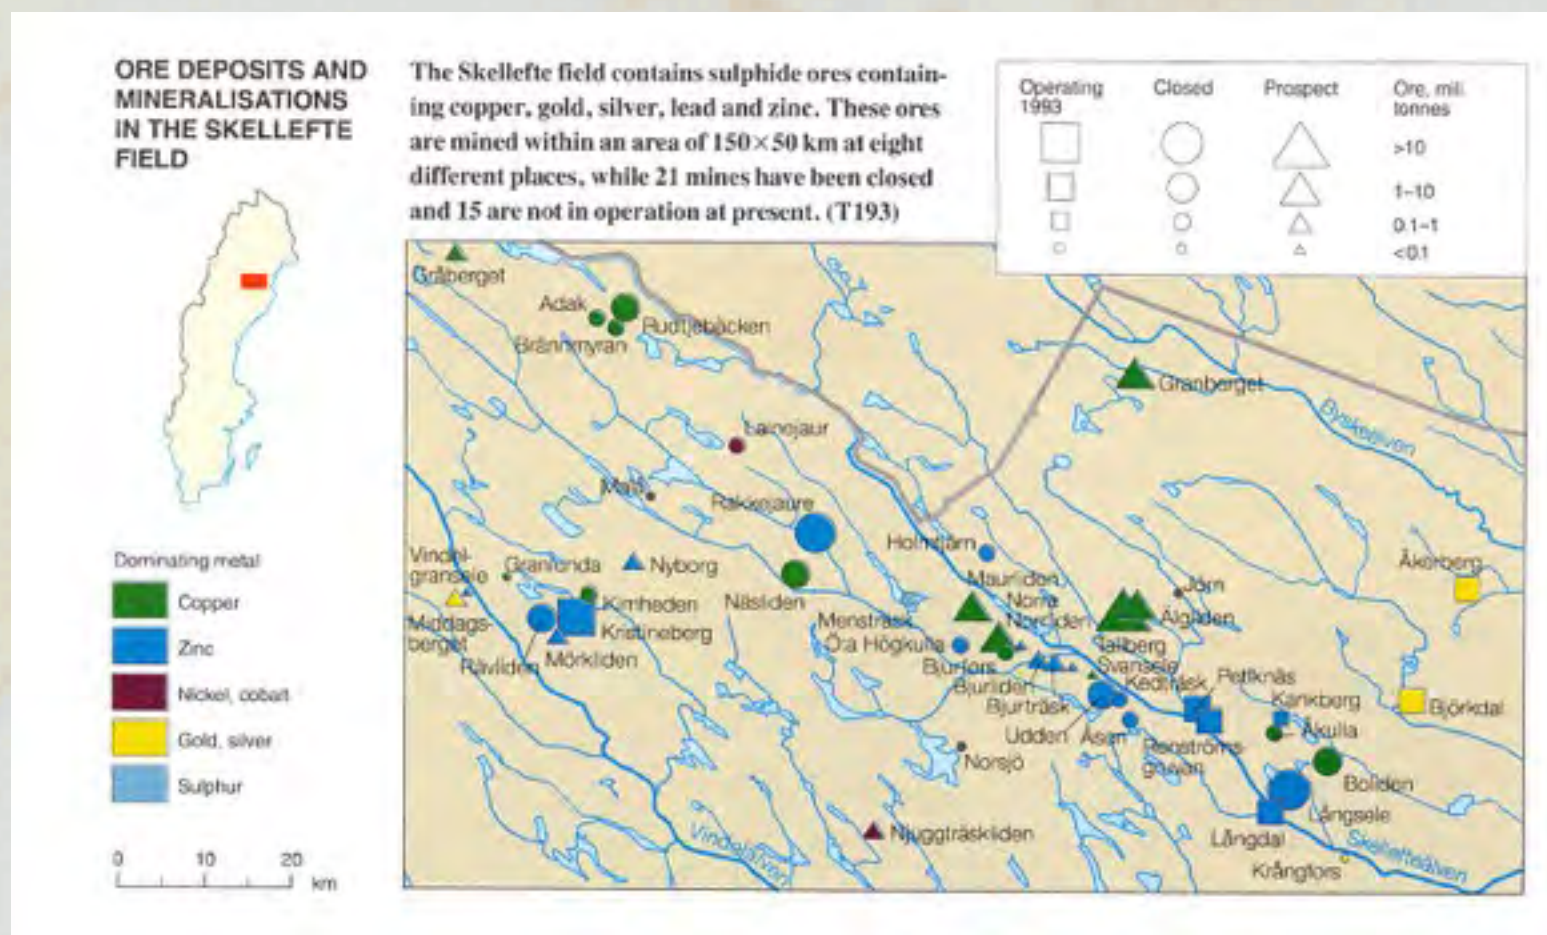 ORE DEPOSITS AND
MINERALISATIONS
IN THE SKELLEFTE
FIELD
The Skellefte field contains sulphide ores contain-
ing copper, gold, silver, lead and zinc. These ores
are mined within an area of 150×50 km at eight
different places, while 21 mines have been closed
and 15 are not in operation at present. (T193)
Operating
1993
Closed
Prospect
Ore, mill.
tonnes
>10
1–10
0.1–1
<0.1
Dominating metal
Copper
Zinc
Nickel, cobalt
Gold, silver
Sulphur
0 10 20
km
Gråberget
Adak
Rudtjebäcken
Brännmyran
Granberget
Byskeälven
Lainejaur
Malå
Rakkejaure
Holmtjärn
Vindel-
gransele
Granlunda
Nyborg
Åkerberg
Maurliden
Jörn
Kimheden
Näsliden
Norra
Norrliden
Mensträsk
Älgliden
Middags-
berget
Kristineberg
Ö:a Högkulla
Tallberg
Rävliden
Mörkliden
Bjurfors
Svansele
Bjurliden
Kedträsk
Petiknäs
Bjurträsk
Kankberg
Björkdal
Udden
Åsen
Åkulla
Renströms-
gruvan
Norsjö
Boliden
Långsele
Njuggträskliden
Långdal
Vindelälven
Skellefteälven
Krångfors